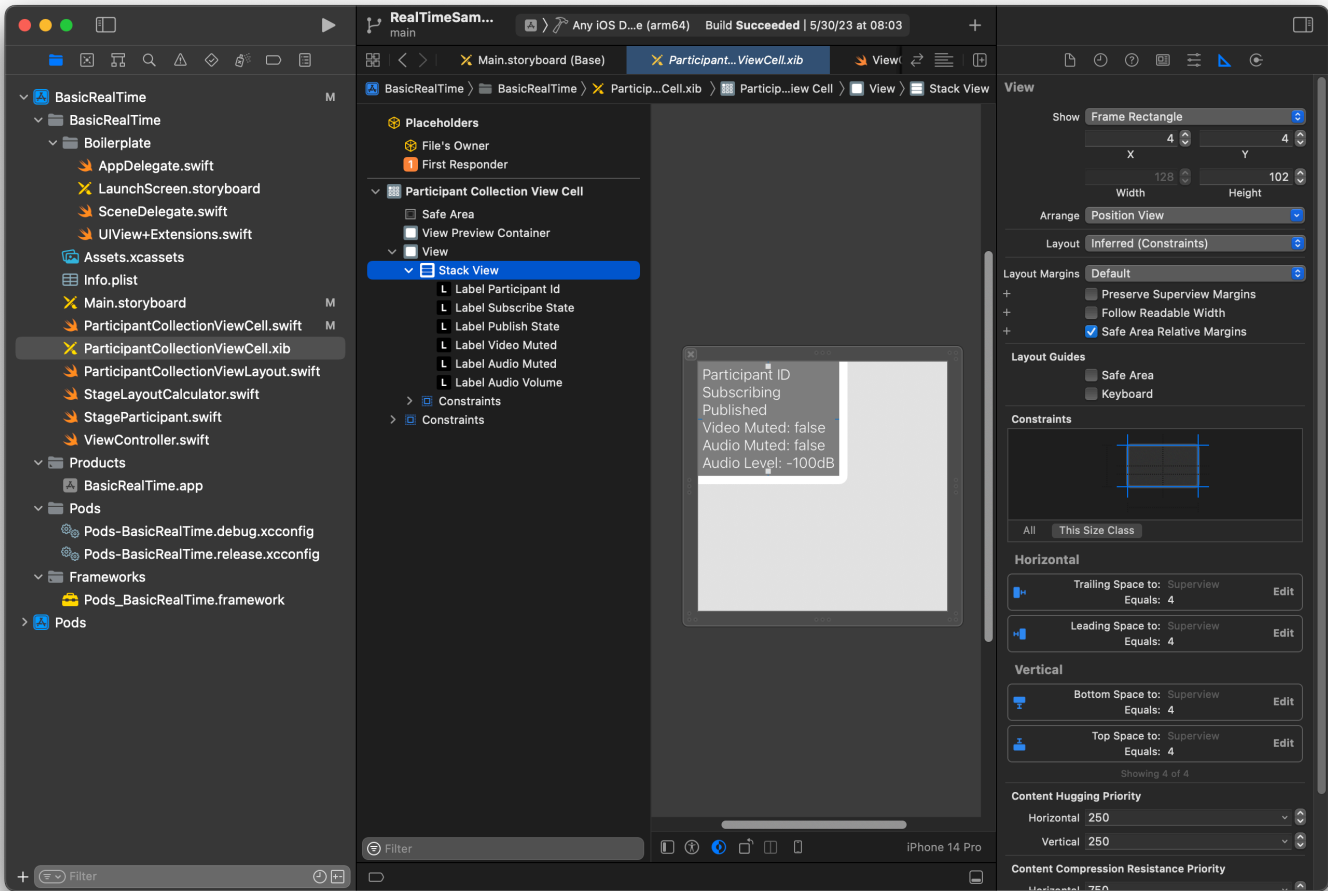 RealTimeSam...
main
Any iOS D...e (arm64) Build Succeeded | 5/30/23 at 08:03
BasicRealTime M
BasicRealTime
Boilerplate
AppDelegate.swift
LaunchScreen.storyboard
SceneDelegate.swift
UIView+Extensions.swift
Assets.xcassets
Info.plist
Main.storyboard M
ParticipantCollectionViewCell.swift M
ParticipantCollectionViewCell.xib
ParticipantCollectionViewLayout.swift
StageLayoutCalculator.swift
StageParticipant.swift
ViewController.swift
Products
BasicRealTime.app
Pods
Pods-BasicRealTime.debug.xcconfig
Pods-BasicRealTime.release.xcconfig
Frameworks
Pods_BasicRealTime.framework
Pods
Filter
Main.storyboard (Base) Participant...ViewCell.xib View
BasicRealTime BasicRealTime Particip...Cell.xib Particip...iew Cell View Stack View
Placeholders
File's Owner
1 First Responder
Participant Collection View Cell
Safe Area
View Preview Container
View
Stack View
L Label Participant Id
L Label Subscribe State
L Label Publish State
L Label Video Muted
L Label Audio Muted
L Label Audio Volume
Constraints
Constraints
Filter
Participant ID
Subscribing
Published
Video Muted: false
Audio Muted: false
Audio Level: -100dB
iPhone 14 Pro
View
Show Frame Rectangle
4 4
X Y
128 102
Width Height
Arrange Position View
Layout Inferred (Constraints)
Layout Margins Default
Preserve Superview Margins
Follow Readable Width
Safe Area Relative Margins
Layout Guides
Safe Area
Keyboard
Constraints
All This Size Class
Horizontal
Trailing Space to: Superview
Equals: 4
Edit
Leading Space to: Superview
Equals: 4
Edit
Vertical
Bottom Space to: Superview
Equals: 4
Edit
Top Space to: Superview
Equals: 4
Edit
Showing 4 of 4
Content Hugging Priority
Horizontal 250
Vertical 250
Content Compression Resistance Priority
Horizontal 750